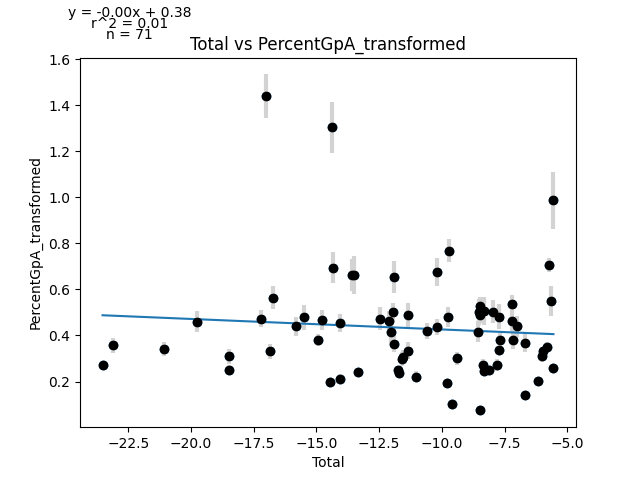 y = -0.00x + 0.38
r^2 = 0.01
n = 71
Total vs PercentGpA_transformed
PercentGpA_transformed
1.6
1.4
1.2
1.0
0.8
0.6
0.4
0.2
−22.5 −20.0 −17.5 −15.0 −12.5 −10.0 −7.5 −5.0
Total